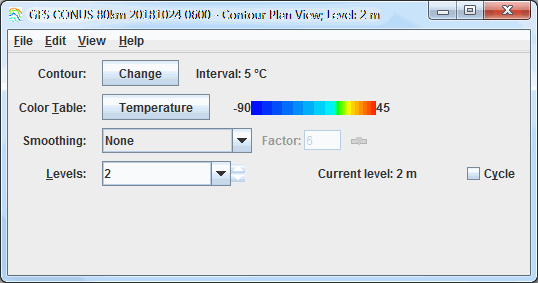 GFS CONUS 80km 20181024 0600 - Contour Plan View; Level: 2 m
File Edit View Help
Contour: Change Interval: 5 °C
Color Table: Temperature -90 45
Smoothing: None Factor: 6
Levels: 2 Current level: 2 m Cycle